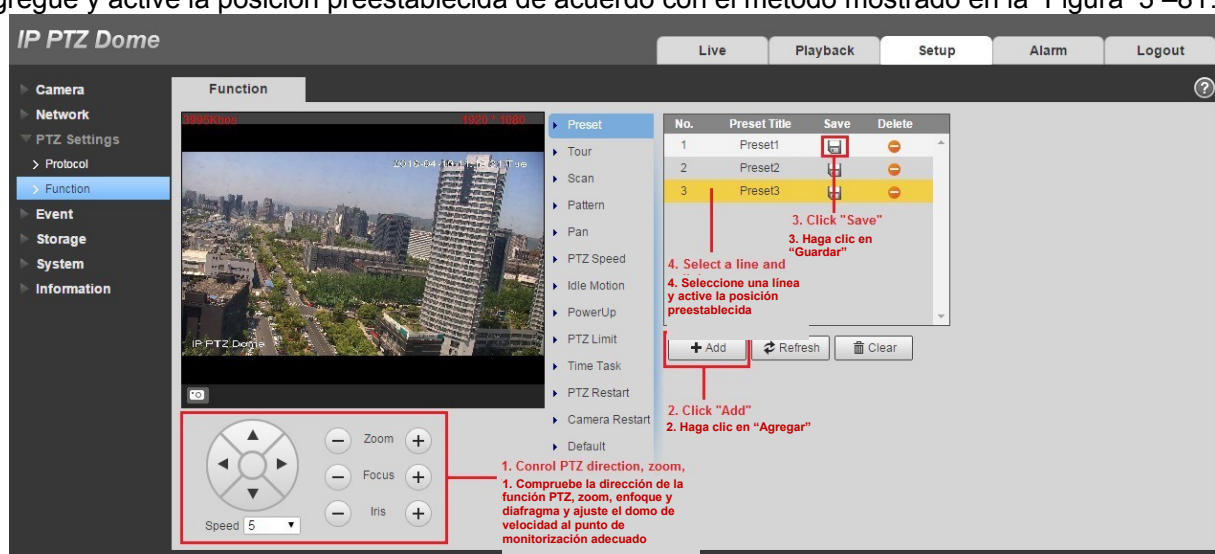 gregue y active la posición preestablecida de acuerdo con el método mostrado en la Figura 3 –81.
IP PTZ Dome
Live
Playback
Setup
Alarm
Logout
Camera
Network
PTZ Settings
Protocol
Function
Event
Storage
System
Information
Function
?
3995Kbps
1920 * 1080
IP PTZ Dome
Preset
Tour
Scan
Pattern
Pan
PTZ Speed
Idle Motion
PowerUp
PTZ Limit
Time Task
PTZ Restart
Camera Restart
Default
No. Preset Title Save Delete
1 Preset1
2 Preset2
3 Preset3
3. Click "Save"
3. Haga clic en
“Guardar”
4. Select a line and
4. Seleccione una línea
y active la posición
preestablecida
Add
Refresh
Clear
2. Click "Add"
2. Haga clic en “Agregar”
Zoom
Focus
Iris
Speed 5
1. Conrol PTZ direction, zoom,
1. Compruebe la dirección de la
función PTZ, zoom, enfoque y
diafragma y ajuste el domo de
velocidad al punto de
monitorización adecuado